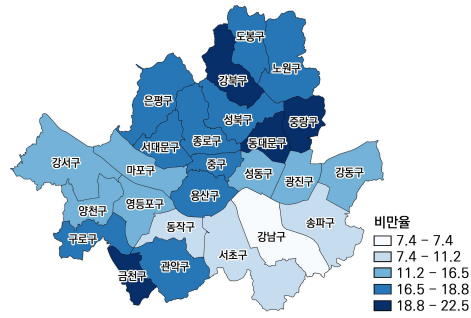 도봉구
노원구
강북구
은평구
성북구
중랑구
동대문구
종로구
서대문구
중구
강서구
마포구
성동구
광진구
강동구
용산구
양천구
영등포구
동작구
송파구
구로구
강남구
서초구
관악구
금천구
비만율
7.4 – 7.4
7.4 – 11.2
11.2 – 16.5
16.5 – 18.8
18.8 – 22.5